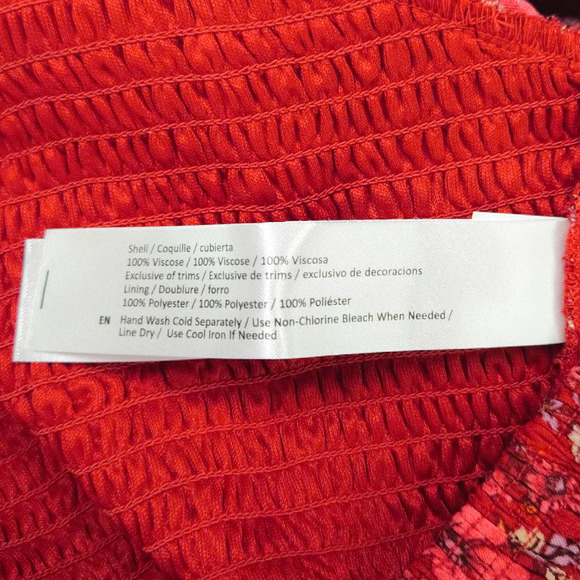 Shell / Coquille / cubierta
100% Viscose / 100% Viscose / 100% Viscosa
Exclusive of trims / Exclusive de trims / exclusivo de decoracions
Lining / Doublure / forro
100% Polyester / 100% Polyester / 100% Poliéster
EN Hand Wash Cold Separately / Use Non-Chlorine Bleach When Needed /
Line Dry / Use Cool Iron If Needed